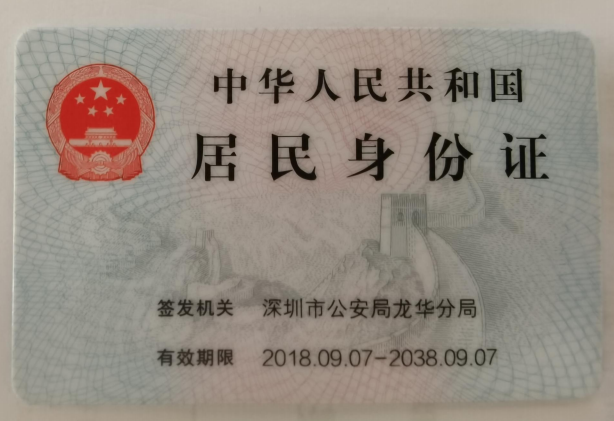 中华人民共和国
居民身份证
签发机关 深圳市公安局龙华分局
有效期限 2018.09.07-2038.09.07